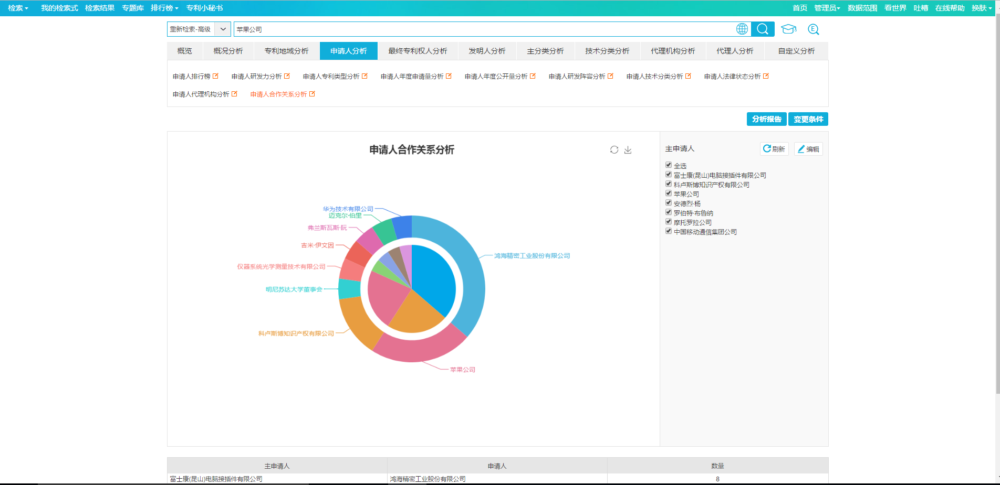 检索 我的检索式 检索结果 专题库 排行榜 专利小秘书 首页 管理员 数据范围 看世界 吐槽 在线帮助 换肤
重新检索-高级 苹果公司
概览 概况分析 专利地域分析 申请人分析 最终专利权人分析 发明人分析 主分类分析 技术分类分析 代理机构分析 代理人分析 自定义分析
申请人排行榜 申请人研发力分析 申请人专利类型分析 申请人年度申请量分析 申请人年度公开量分析 申请人研发阵容分析 申请人技术分类分析 申请人法律状态分析
申请人代理机构分析 申请人合作关系分析
分析报告 变更条件
申请人合作关系分析
华为技术有限公司
迈克尔·伯里
弗兰斯瓦斯·阮
吉米·伊文因
鸿海精密工业股份有限公司
仪器系统光学测量技术有限公司
明尼苏达大学董事会
科卢斯博知识产权有限公司
苹果公司
主申请人 刷新 编辑
全选
富士康(昆山)电脑接插件有限公司
科卢斯博知识产权有限公司
苹果公司
安德烈·杨
罗伯特·布鲁纳
摩托罗拉公司
中国移动通信集团公司
主申请人 申请人 数量
富士康(昆山)电脑接插件有限公司 鸿海精密工业股份有限公司 8